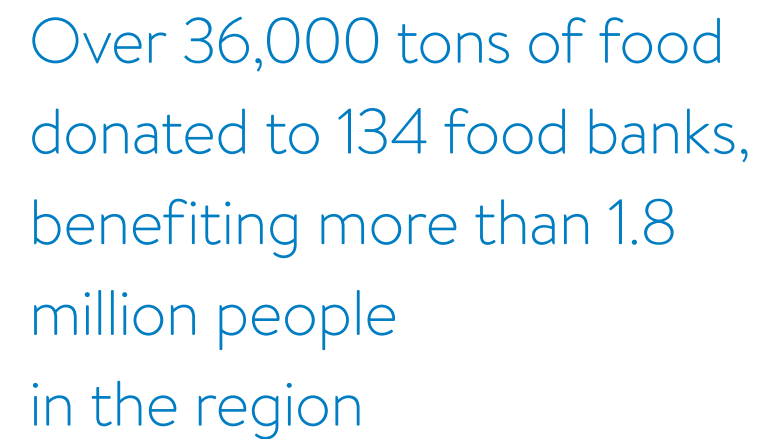 Over 36,000 tons of food
donated to 134 food banks,
benefiting more than 1.8
million people
in the region